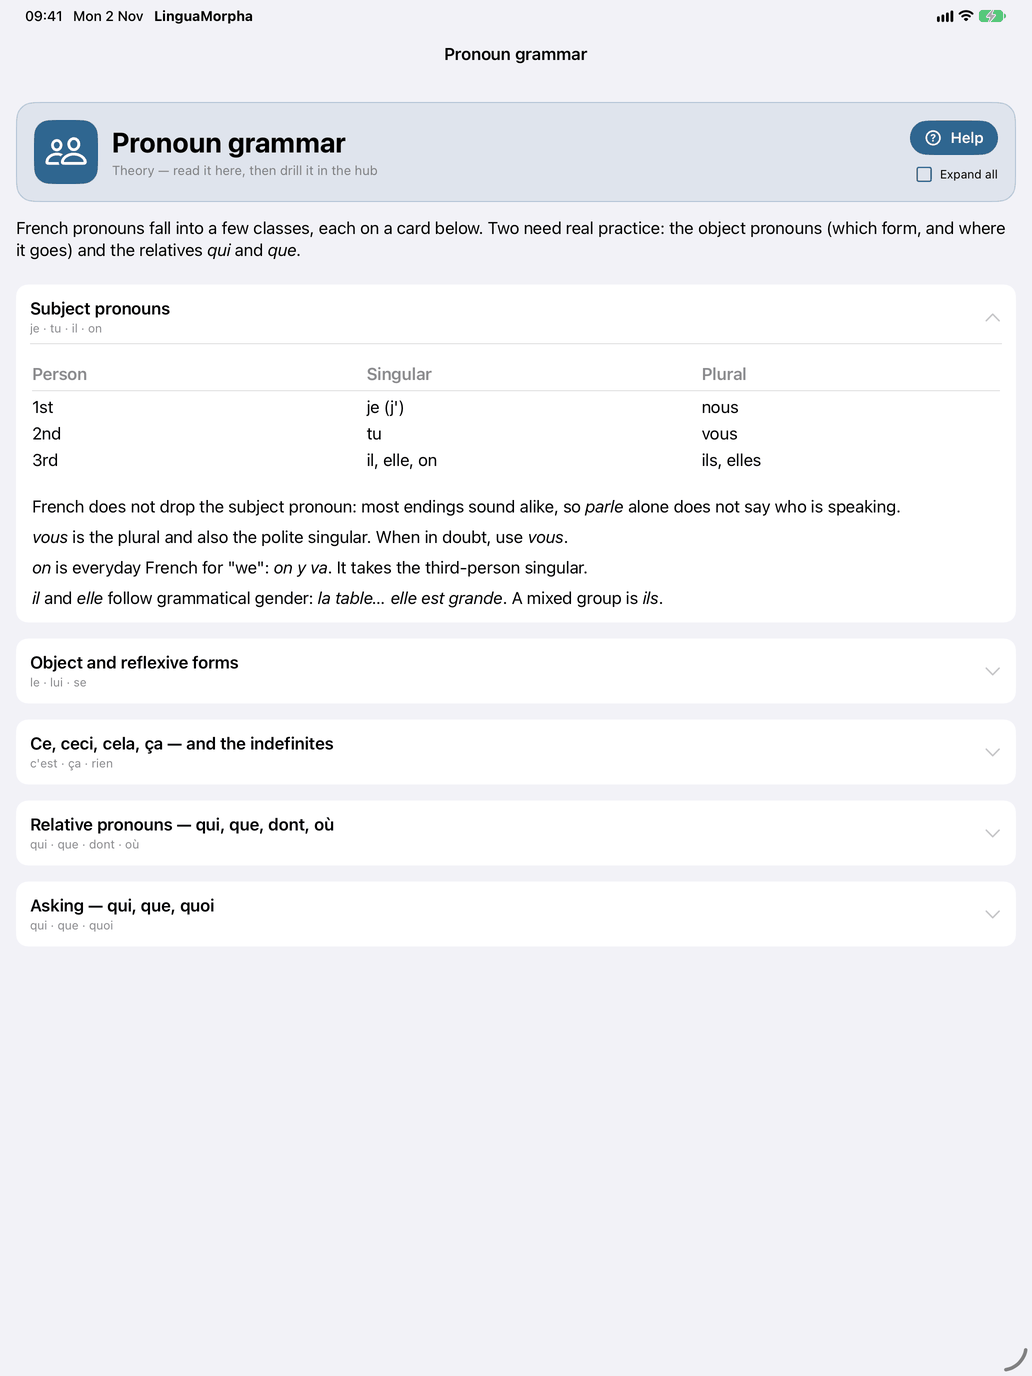 09:41 Mon 2 Nov LinguaMorpha
Pronoun grammar
Pronoun grammar
Theory — read it here, then drill it in the hub
Help
Expand all
French pronouns fall into a few classes, each on a card below. Two need real practice: the object pronouns (which form, and where
it goes) and the relatives qui and que.
Subject pronouns
je · tu · il · on
Person Singular Plural
1st je (j') nous
2nd tu vous
3rd il, elle, on ils, elles
French does not drop the subject pronoun: most endings sound alike, so parle alone does not say who is speaking.
vous is the plural and also the polite singular. When in doubt, use vous.
on is everyday French for "we": on y va. It takes the third-person singular.
il and elle follow grammatical gender: la table... elle est grande. A mixed group is ils.
Object and reflexive forms
le · lui · se
Ce, ceci, cela, ça — and the indefinites
c'est · ça · rien
Relative pronouns — qui, que, dont, où
qui · que · dont · où
Asking — qui, que, quoi
qui · que · quoi